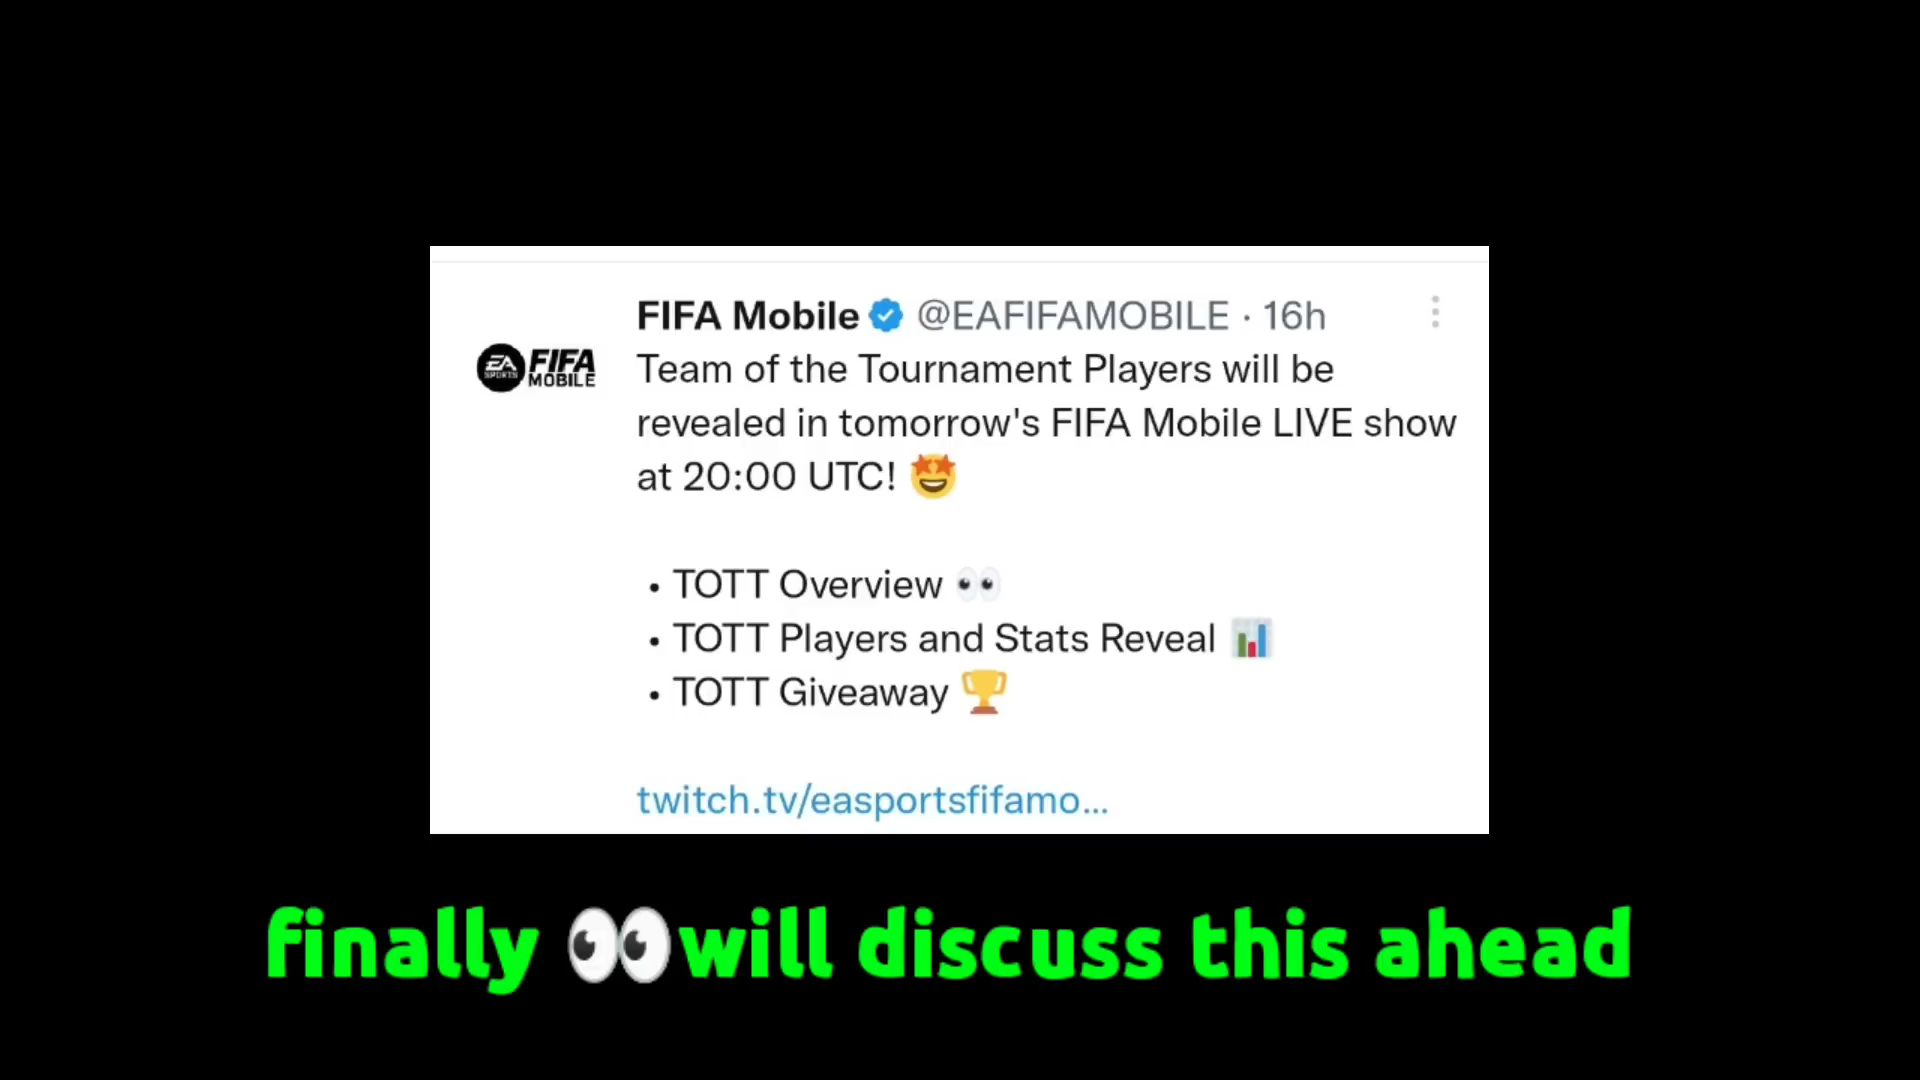 FIFA Mobile @EAFIFAMOBILE · 16h
EA SPORTS FIFA MOBILE
Team of the Tournament Players will be
revealed in tomorrow's FIFA Mobile LIVE show
at 20:00 UTC! 🤩
• TOTT Overview 👀
• TOTT Players and Stats Reveal 📊
• TOTT Giveaway 🏆
twitch.tv/easportsfifamo...
finally 👀will discuss this ahead